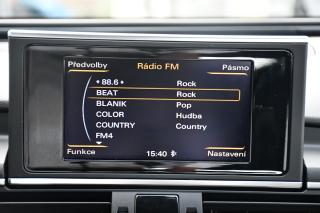 Předvolby Rádio FM Pásmo
• 88.6 • Rock
BEAT Rock
BLANIK Pop
COLOR Hudba
COUNTRY Country
FM4
Funkce 15:40 Nastavení